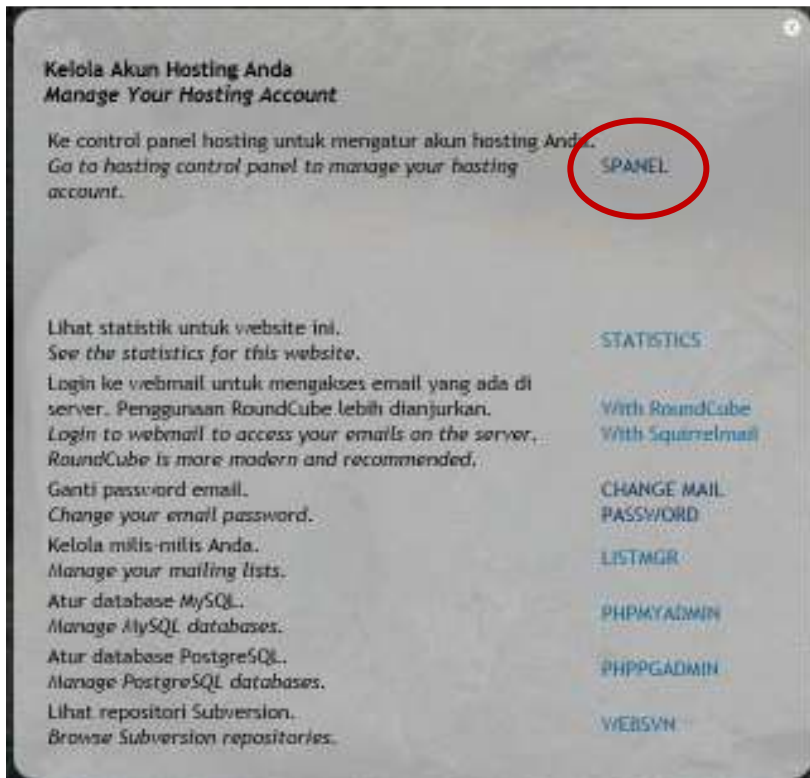 Kelola Akun Hosting Anda
Manage Your Hosting Account
Ke control panel hosting untuk mengatur akun hosting Anda.
Go to hosting control panel to manage your hosting
account.
SPANEL
Lihat statistik untuk website ini.
See the statistics for this website.
STATISTICS
Login ke webmail untuk mengakses email yang ada di
server. Penggunaan RoundCube lebih dianjurkan.
Login to webmail to access your emails on the server.
RoundCube is more modern and recommended.
With RoundCube
With Squirrelmail
Ganti password email.
Change your email password.
CHANGE MAIL
PASSWORD
Kelola milis-milis Anda.
Manage your mailing lists.
LISTMGR
Atur database MySQL.
Manage MySQL databases.
PHPMYADMIN
Atur database PostgreSQL.
Manage PostgreSQL databases.
PHPPGADMIN
Lihat repositori Subversion.
Browse Subversion repositories.
WEBSVN